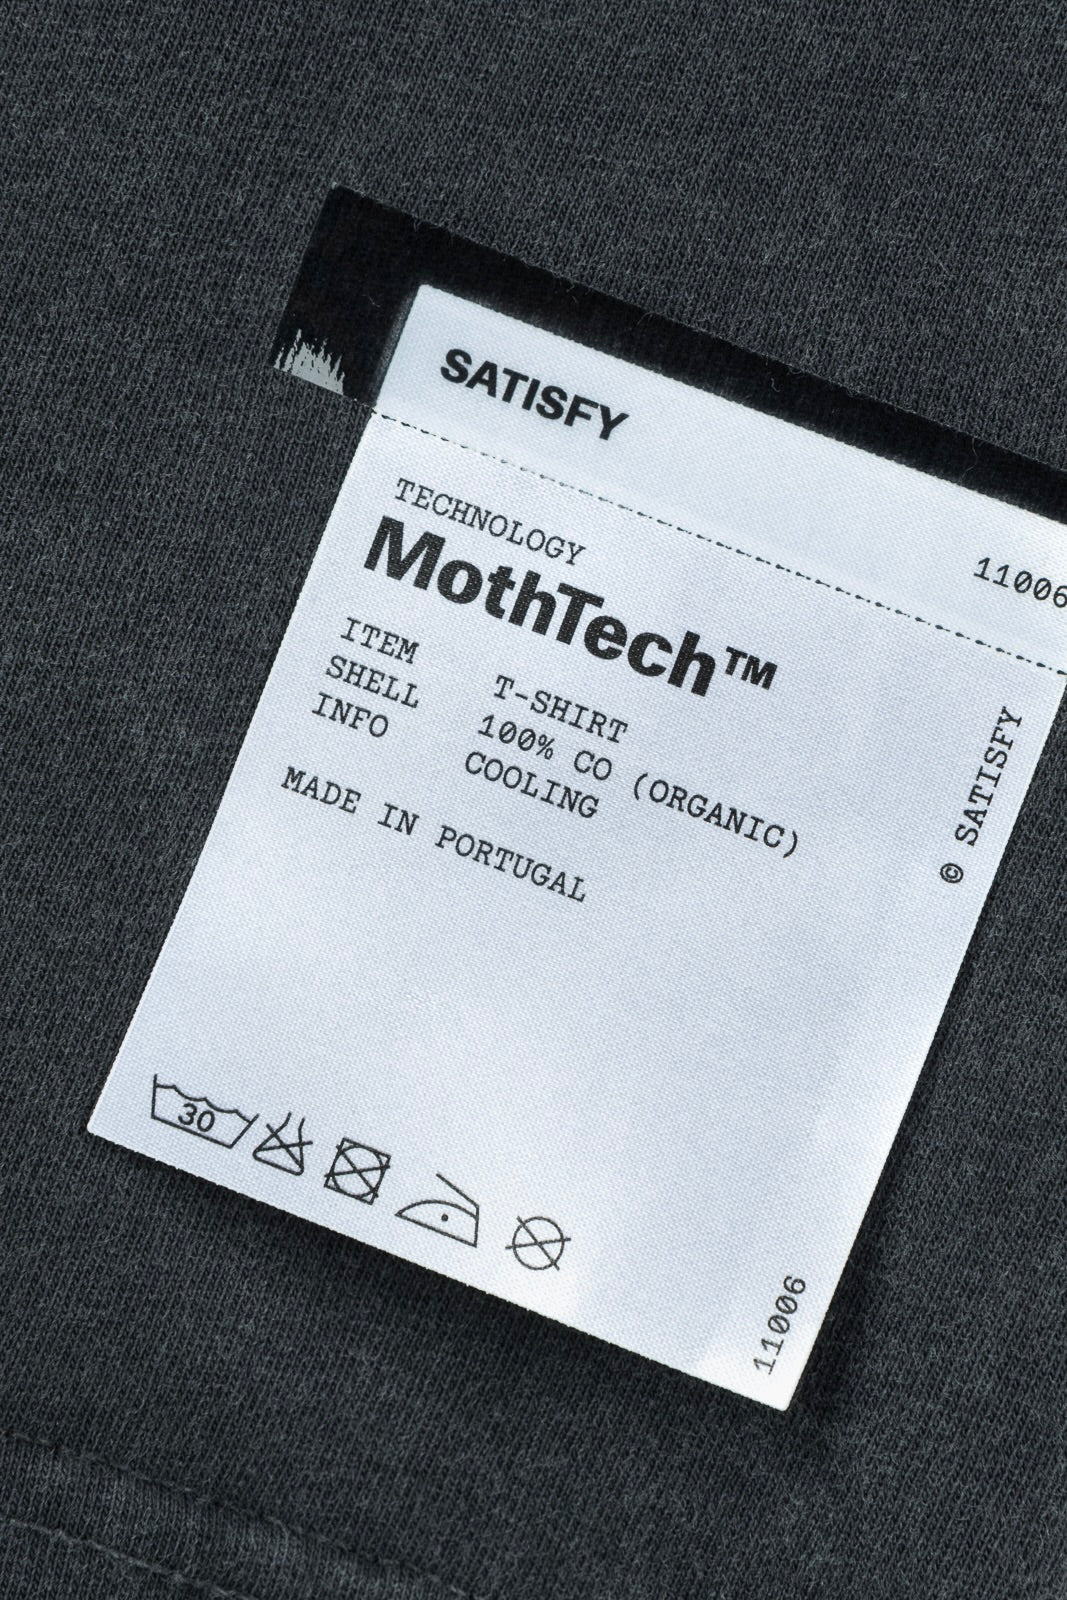 SATISFY
11006
TECHNOLOGY
MothTech™
ITEM T-SHIRT
SHELL 100% CO (ORGANIC)
INFO COOLING
MADE IN PORTUGAL
© SATISFY
30
11006